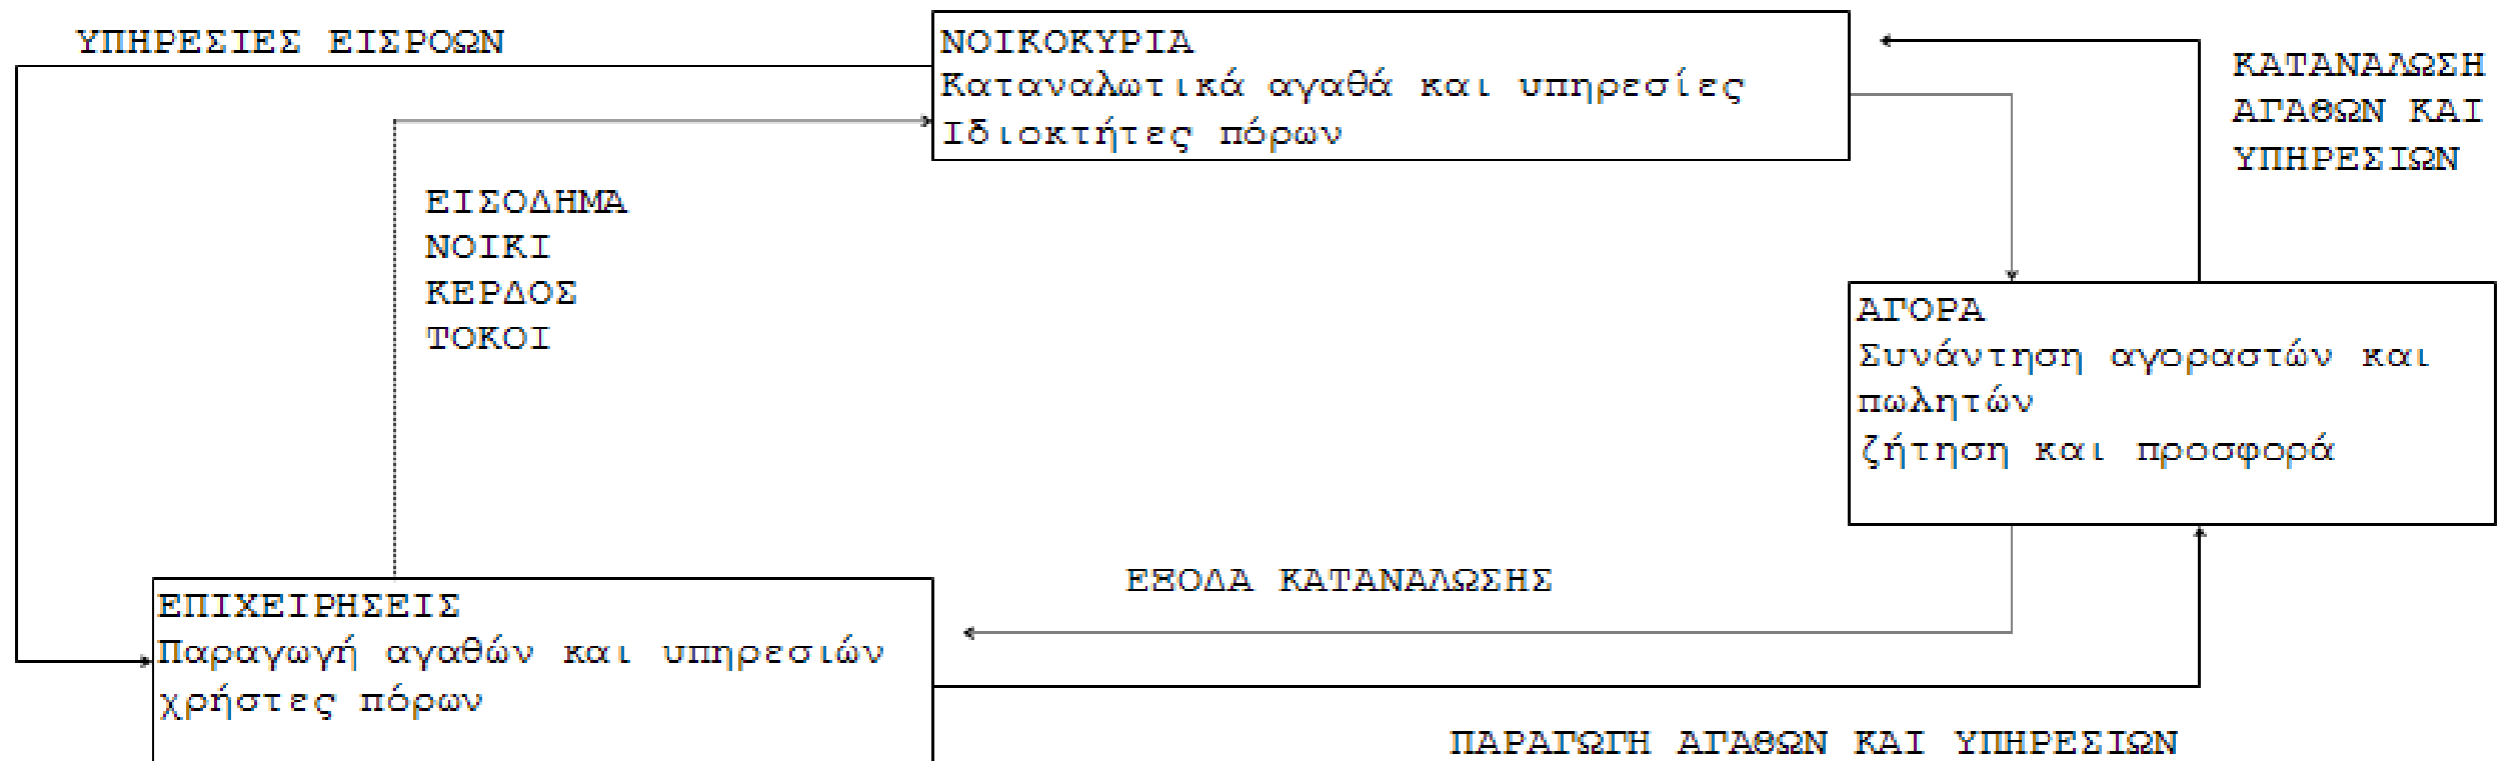 ΥΠΗΡΕΣΙΕΣ ΕΙΣΡΟΩΝ
ΝΟΙΚΟΚΥΡΙΑ
Καταναλωτικά αγαθά και υπηρεσίες
Ιδιοκτήτες πόρων
ΚΑΤΑΝΑΛΩΣΗ
ΑΓΑΘΩΝ ΚΑΙ
ΥΠΗΡΕΣΙΩΝ
ΕΙΣΟΔΗΜΑ
ΝΟΙΚΙ
ΚΕΡΔΟΣ
ΤΟΚΟΙ
ΑΓΟΡΑ
Συνάντηση αγοραστών και
πωλητών
ζήτηση και προσφορά
ΕΞΟΔΑ ΚΑΤΑΝΑΛΩΣΗΣ
ΕΠΙΧΕΙΡΗΣΕΙΣ
Παραγωγή αγαθών και υπηρεσιών
χρήστες πόρων
ΠΑΡΑΓΩΓΗ ΑΓΑΘΩΝ ΚΑΙ ΥΠΗΡΕΣΙΩΝ